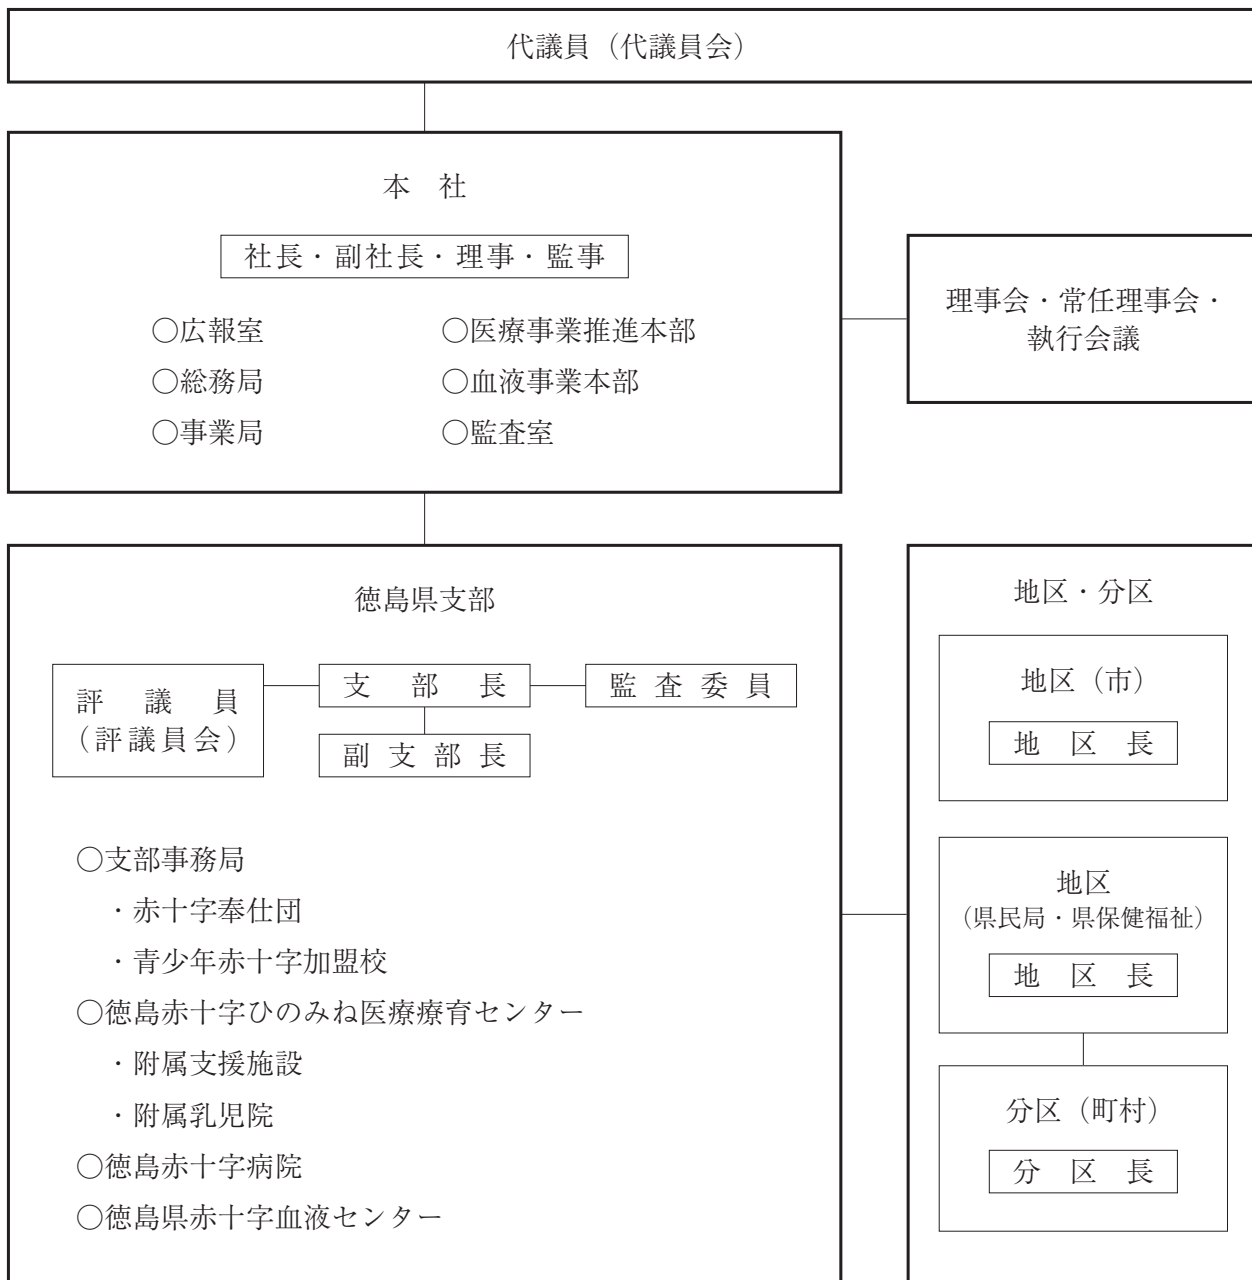 代議員（代議員会）
本　社
社長・副社長・理事・監事
○広報室
○総務局
○事業局
○医療事業推進本部
○血液事業本部
○監査室
理事会・常任理事会・
執行会議
徳島県支部
評　議　員
（評議員会）
支　部　長
監査委員
副支部長
○支部事務局
・赤十字奉仕団
・青少年赤十字加盟校
○徳島赤十字ひのみね医療療育センター
・附属支援施設
・附属乳児院
○徳島赤十字病院
○徳島県赤十字血液センター
地区・分区
地区（市）
地　区　長
地区
（県民局・県保健福祉）
地　区　長
分区（町村）
分　区　長